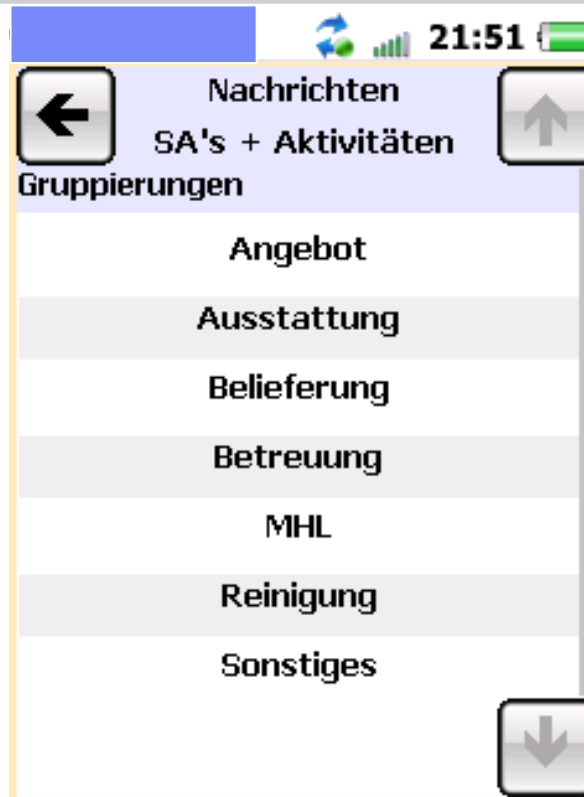 21:51
Nachrichten
SA's + Aktivitäten
Gruppierungen
Angebot
Ausstattung
Belieferung
Betreuung
MHL
Reinigung
Sonstiges